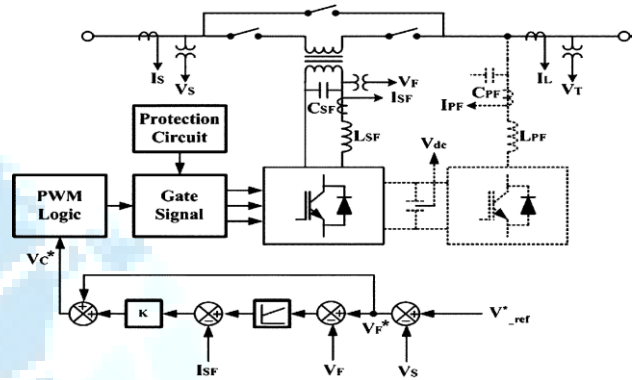 IS
VS
IL
VT
VF
ISF
CSF
LSF
CPF
IPF
LPF
Vdc
Protection
Circuit
PWM
Logic
Gate
Signal
VC*
K
VF*
V*_ref
ISF
VF
VS